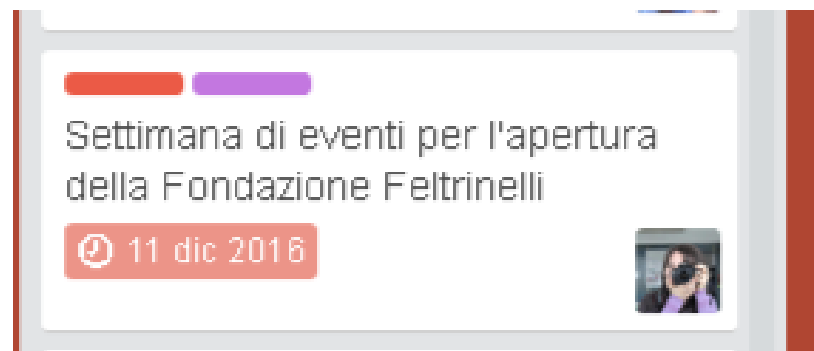 Settimana di eventi per l'apertura
della Fondazione Feltrinelli
11 dic 2016